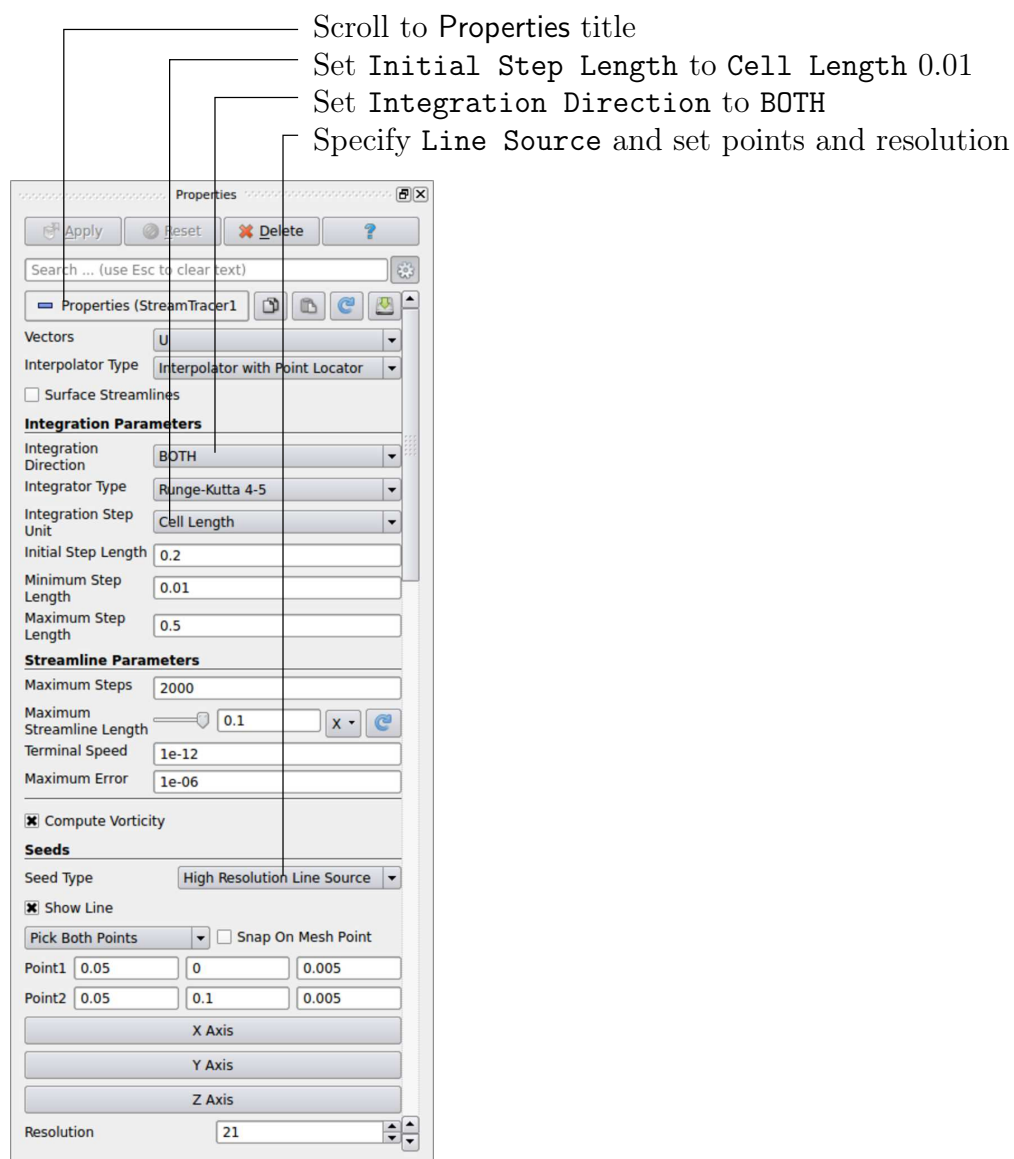 Scroll to Properties title
Set Initial Step Length to Cell Length 0.01
Set Integration Direction to BOTH
Specify Line Source and set points and resolution
Properties
Apply Reset Delete ?
Search ... (use Esc to clear text)
Properties (StreamTracer1
Vectors U
Interpolator Type Interpolator with Point Locator
Surface Streamlines
Integration Parameters
Integration
Direction
BOTH
Integrator Type Runge-Kutta 4-5
Integration Step
Unit
Cell Length
Initial Step Length 0.2
Minimum Step
Length
0.01
Maximum Step
Length
0.5
Streamline Parameters
Maximum Steps 2000
Maximum
Streamline Length
0.1 X
Terminal Speed 1e-12
Maximum Error 1e-06
Compute Vorticity
Seeds
Seed Type High Resolution Line Source
Show Line
Pick Both Points Snap On Mesh Point
Point1 0.05 0 0.005
Point2 0.05 0.1 0.005
X Axis
Y Axis
Z Axis
Resolution 21